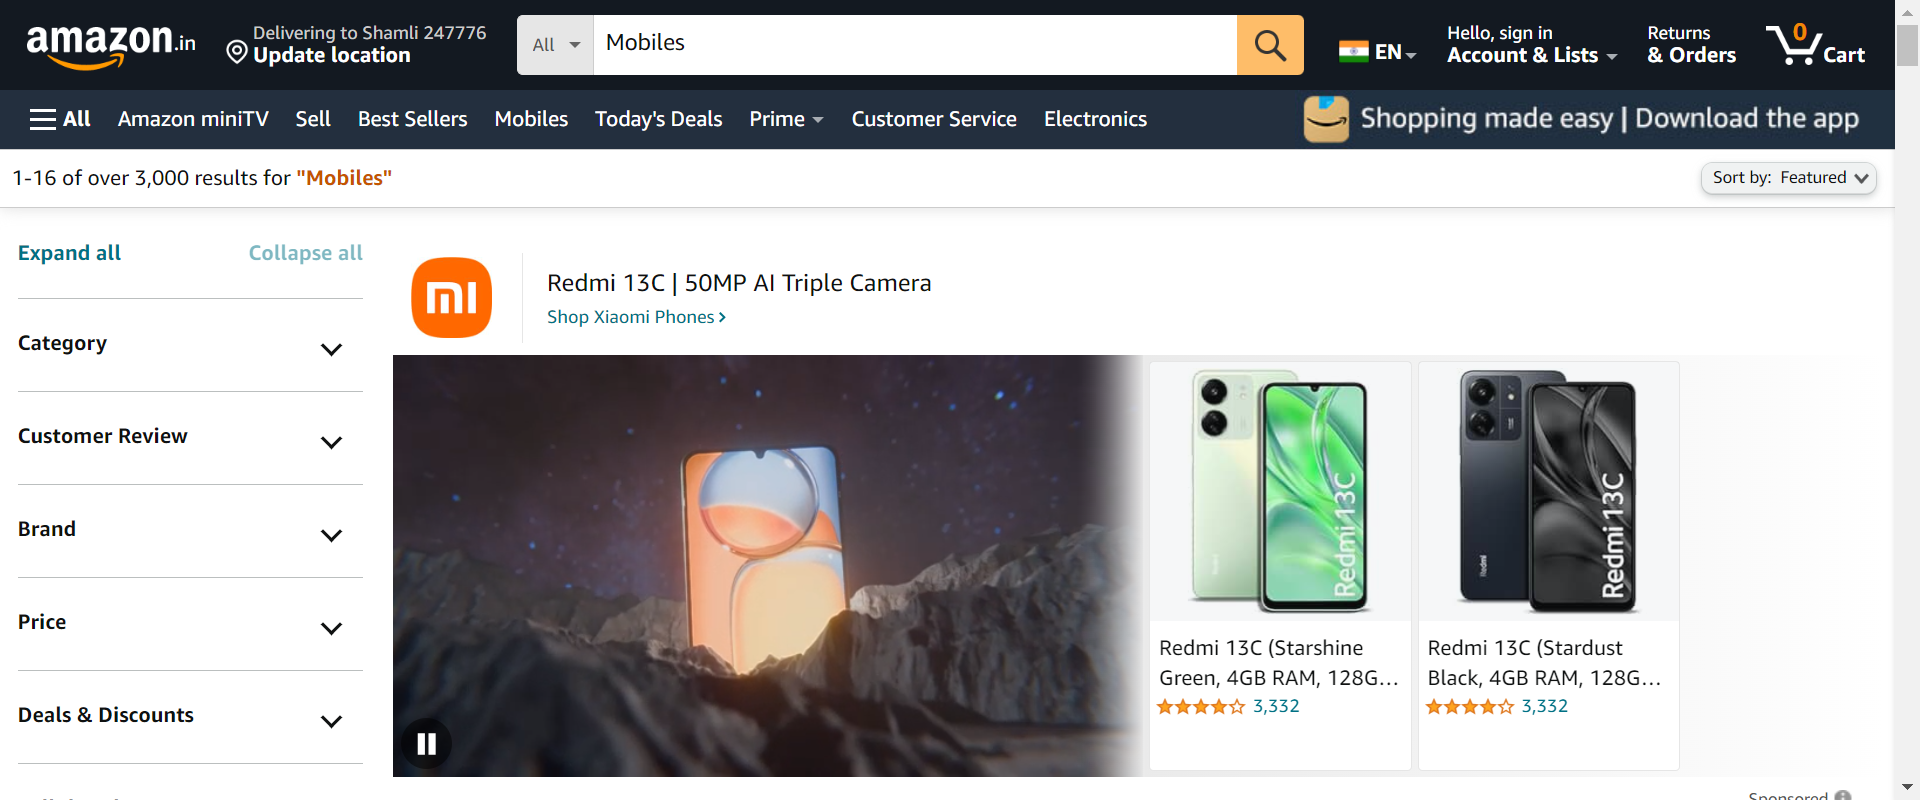 amazon.in
Delivering to Shamli 247776
Update location
All
Mobiles
EN
Hello, sign in
Account & Lists
Returns
& Orders
0
Cart
All
Amazon miniTV
Sell
Best Sellers
Mobiles
Today's Deals
Prime
Customer Service
Electronics
Shopping made easy | Download the app
1-16 of over 3,000 results for "Mobiles"
Sort by: Featured
Expand all
Collapse all
Category
Customer Review
Brand
Price
Deals & Discounts
mi
Redmi 13C | 50MP AI Triple Camera
Shop Xiaomi Phones
Redmi 13C
Redmi 13C (Starshine
Green, 4GB RAM, 128G...
3,332
Redmi
Redmi 13C
Redmi 13C (Stardust
Black, 4GB RAM, 128G...
3,332
Sponsored